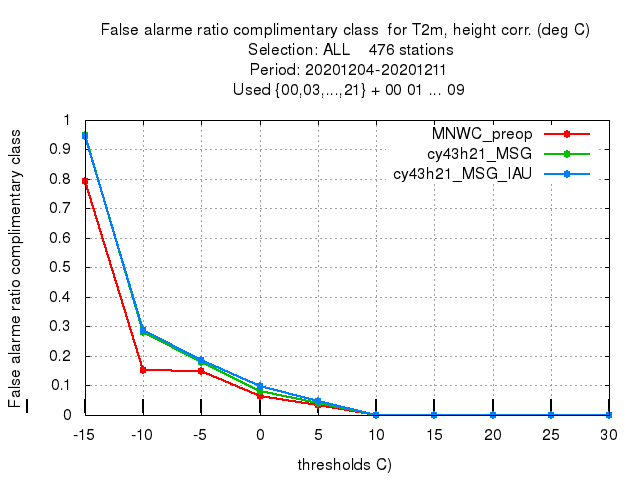 False alarme ratio complimentary class  for T2m, height corr. (deg C)
Selection: ALL    476 stations
Period: 20201204-20201211
Used {00,03,...,21} + 00 01 ... 09
False alarme ratio complimentary class
1
0.9
0.8
0.7
0.6
0.5
0.4
0.3
0.2
0.1
0
MNWC_preop
cy43h21_MSG
cy43h21_MSG_IAU
-15 -10 -5 0 5 10 15 20 25 30
thresholds C)